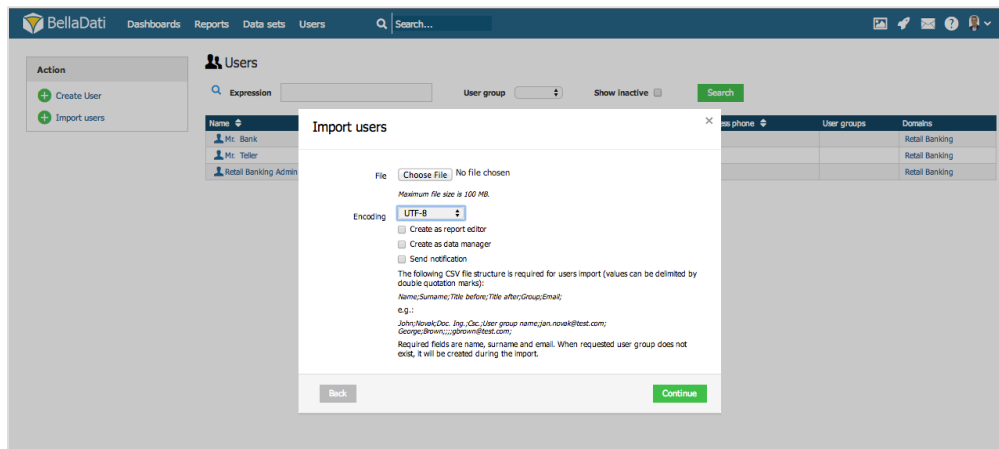 BellaDati Dashboards Reports Data sets Users Search...
Action
Create User
Import users
Users
Expression User group Show inactive Search
Name ess phone User groups Domains
Mr. Bank Retail Banking
Mr. Teller Retail Banking
Retail Banking Admin Retail Banking
Import users
File Choose File No file chosen
Maximum file size is 100 MB.
Encoding UTF-8
Create as report editor
Create as data manager
Send notification
The following CSV file structure is required for users import (values can be delimited by
double quotation marks):
Name;Surname;Title before;Title after;Group;Email;
e.g.:
John;Novak;Doc. Ing.;Csc.;User group name;jan.novak@test.com;
George;Brown;;;;gbrown@test.com;
Required fields are name, surname and email. When requested user group does not
exist, it will be created during the import.
Back Continue